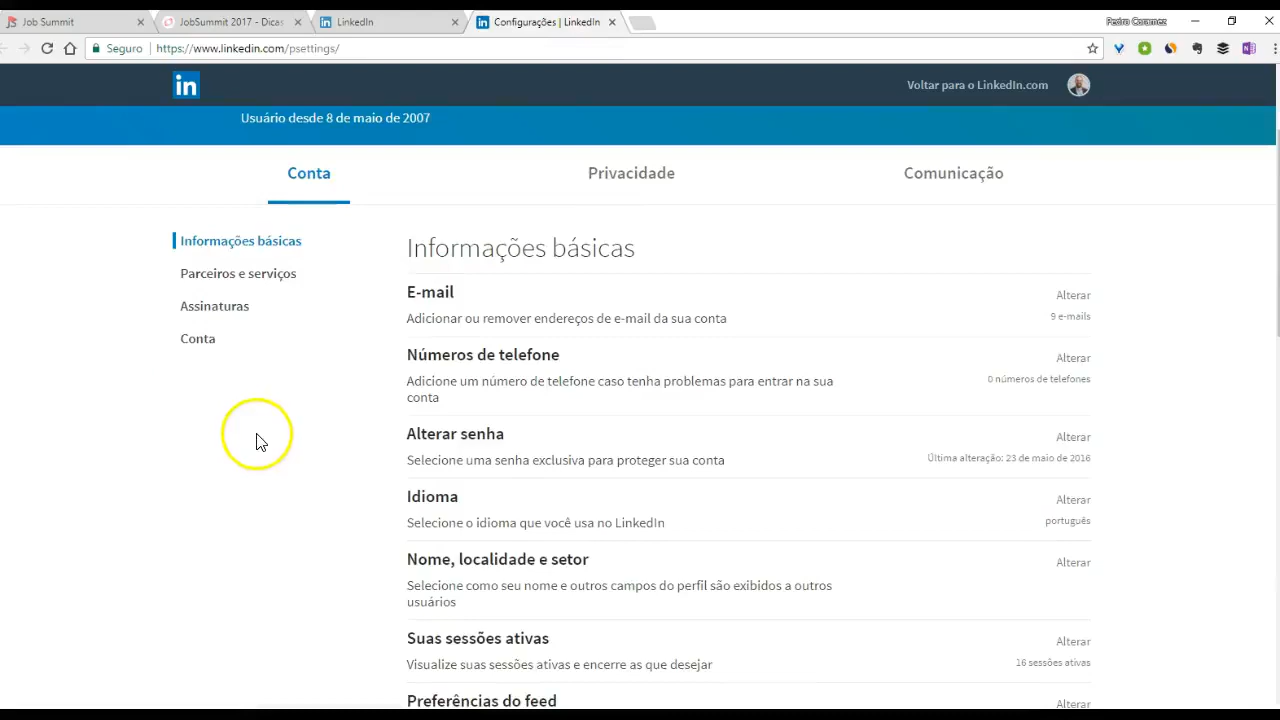 Job Summit
JobSummit 2017 - Dicas
LinkedIn
Configurações | LinkedIn
Pedro Caramez
Seguro
https://www.linkedin.com/psettings/
in
Voltar para o LinkedIn.com
Usuário desde 8 de maio de 2007
Conta
Privacidade
Comunicação
Informações básicas
Parceiros e serviços
Assinaturas
Conta
Informações básicas
E-mail
Alterar
Adicionar ou remover endereços de e-mail da sua conta
9 e-mails
Números de telefone
Alterar
Adicione um número de telefone caso tenha problemas para entrar na sua
conta
0 números de telefones
Alterar senha
Alterar
Selecione uma senha exclusiva para proteger sua conta
Última alteração: 23 de maio de 2016
Idioma
Alterar
Selecione o idioma que você usa no LinkedIn
português
Nome, localidade e setor
Alterar
Selecione como seu nome e outros campos do perfil são exibidos a outros
usuários
Suas sessões ativas
Alterar
Visualize suas sessões ativas e encerre as que desejar
16 sessões ativas
Preferências do feed
Alterar